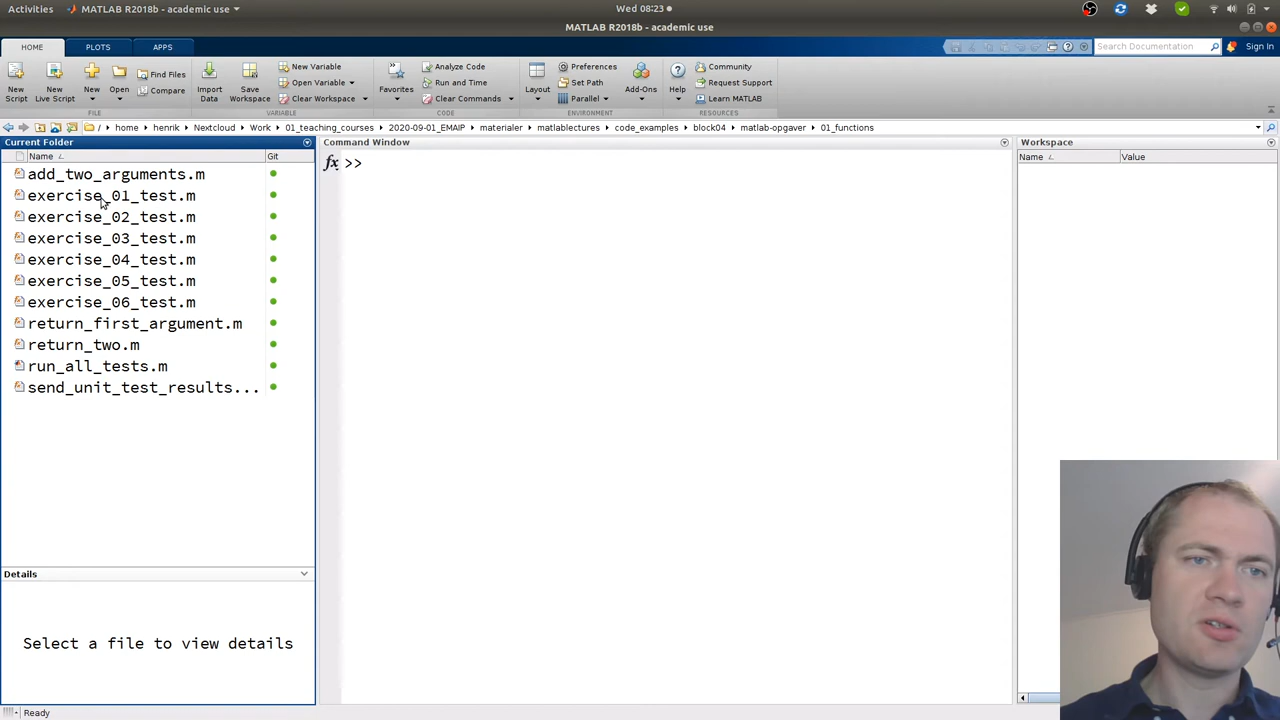 Activities MATLAB R2018b - academic use Wed 08:23
MATLAB R2018b - academic use
HOME PLOTS APPS Search Documentation Sign In
New Script New Live Script New Open Find Files Compare Import Data Save Workspace New Variable Open Variable Clear Workspace Favorites Analyze Code Run and Time Clear Commands Layout Preferences Set Path Parallel Add-Ons Help Community Request Support Learn MATLAB
FILE VARIABLE CODE ENVIRONMENT RESOURCES
/ home henrik Nextcloud Work 01_teaching_courses 2020-09-01_EMAIP materialer matlablectures code_examples block04 matlab-opgaver 01_functions
Current Folder Command Window Workspace
Name Git Name Value
fx >>
add_two_arguments.m
exercise_01_test.m
exercise_02_test.m
exercise_03_test.m
exercise_04_test.m
exercise_05_test.m
exercise_06_test.m
return_first_argument.m
return_two.m
run_all_tests.m
send_unit_test_results...
Details
Select a file to view details
Ready